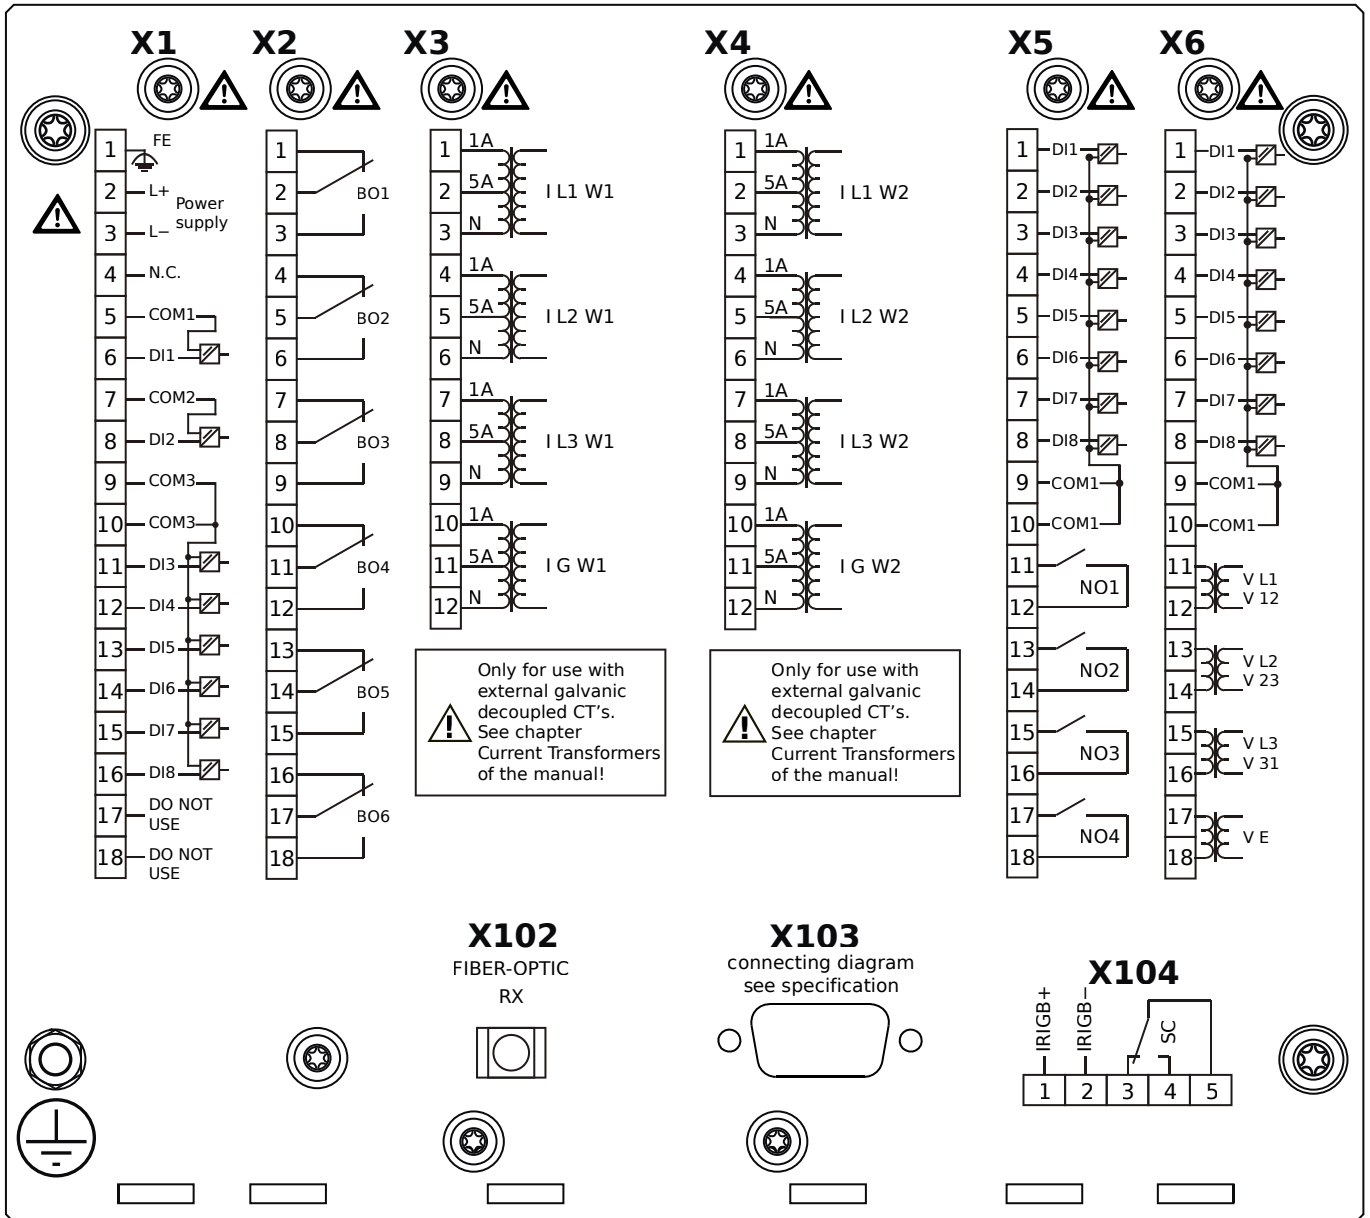 X1 X2 X3 X4 X5 X6
1 FE
2 L+
Power
supply
3 L−
4 N.C.
5 COM1
6 DI1
7 COM2
8 DI2
9 COM3
10 COM3
11 DI3
12 DI4
13 DI5
14 DI6
15 DI7
16 DI8
17 DO NOT
USE
18 DO NOT
USE
1
2 BO1
3
4
5 BO2
6
7
8 BO3
9
10
11 BO4
12
13
14 BO5
15
16
17 BO6
18
1 1A
2 5A I L1 W1
3 N
4 1A
5 5A I L2 W1
6 N
7 1A
8 5A I L3 W1
9 N
10 1A
11 5A I G W1
12 N
Only for use with
external galvanic
decoupled CT's.
See chapter
Current Transformers
of the manual!
1 1A
2 5A I L1 W2
3 N
4 1A
5 5A I L2 W2
6 N
7 1A
8 5A I L3 W2
9 N
10 1A
11 5A I G W2
12 N
Only for use with
external galvanic
decoupled CT's.
See chapter
Current Transformers
of the manual!
1 DI1
2 DI2
3 DI3
4 DI4
5 DI5
6 DI6
7 DI7
8 DI8
9 COM1
10 COM1
11
NO1
12
13
NO2
14
15
NO3
16
17
NO4
18
1 DI1
2 DI2
3 DI3
4 DI4
5 DI5
6 DI6
7 DI7
8 DI8
9 COM1
10 COM1
11 V L1
12 V 12
13 V L2
14 V 23
15 V L3
16 V 31
17
V E
18
X102
FIBER-OPTIC
RX
X103
connecting diagram
see specification
X104
IRIGB+
IRIGB−
SC
1 2 3 4 5